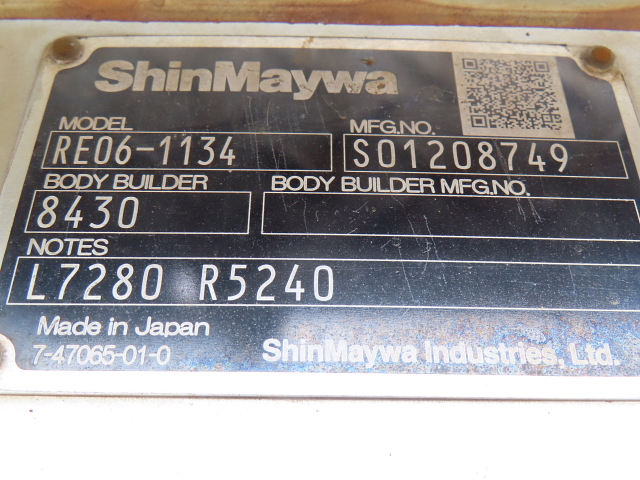 ShinMaywa
MODEL MFG.NO.
RE06-1134 S01208749
BODY BUILDER BODY BUILDER MFG.NO.
8430
NOTES
L7280 R5240
Made in Japan
7-47065-01-0 ShinMaywa Industries, Ltd.